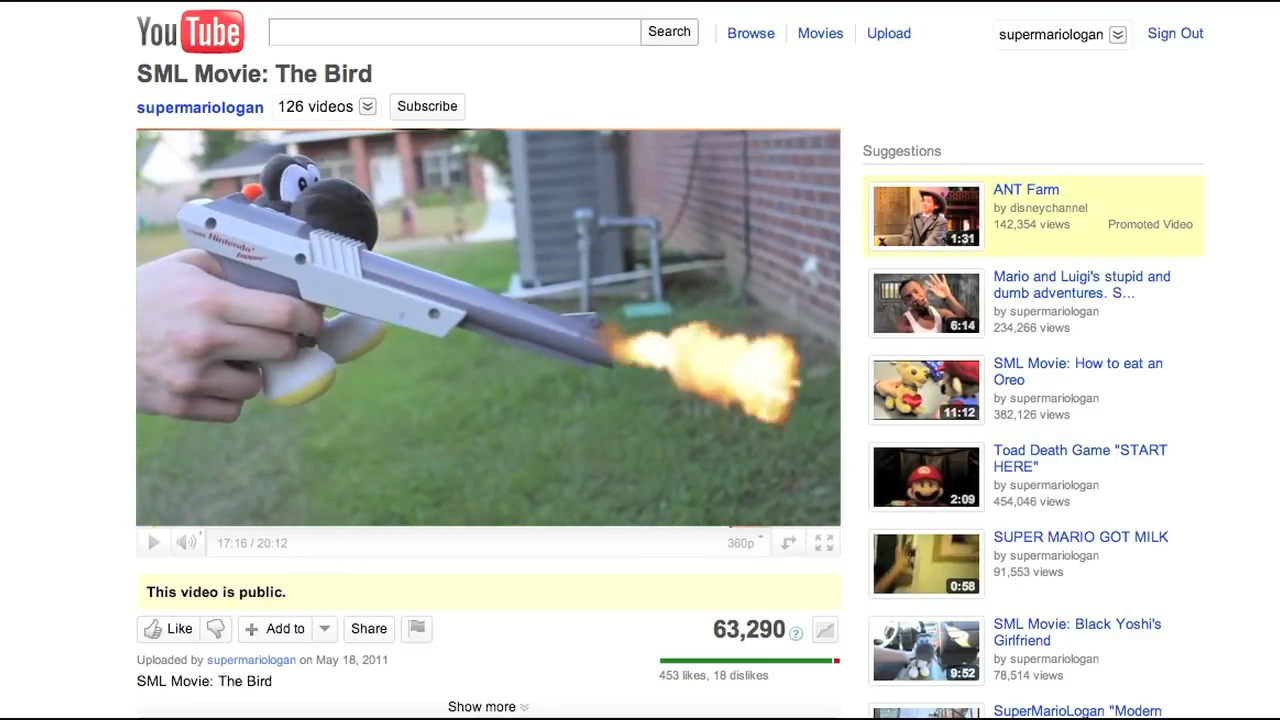 YouTube
Search
Browse
Movies
Upload
supermariologan
Sign Out
SML Movie: The Bird
supermariologan
126 videos
Subscribe
Nintendo
17:16 / 20:12
360p
This video is public.
Like
Add to
Share
63,290
?
Uploaded by supermariologan on May 18, 2011
453 likes, 18 dislikes
SML Movie: The Bird
Show more
Suggestions
1:31
ANT Farm
by disneychannel
142,354 views
Promoted Video
6:14
Mario and Luigi's stupid and
dumb adventures. S...
by supermariologan
234,266 views
11:12
SML Movie: How to eat an
Oreo
by supermariologan
382,126 views
2:09
Toad Death Game "START
HERE"
by supermariologan
454,046 views
0:58
SUPER MARIO GOT MILK
by supermariologan
91,553 views
9:52
SML Movie: Black Yoshi's
Girlfriend
by supermariologan
78,514 views
SuperMarioLogan "Modern